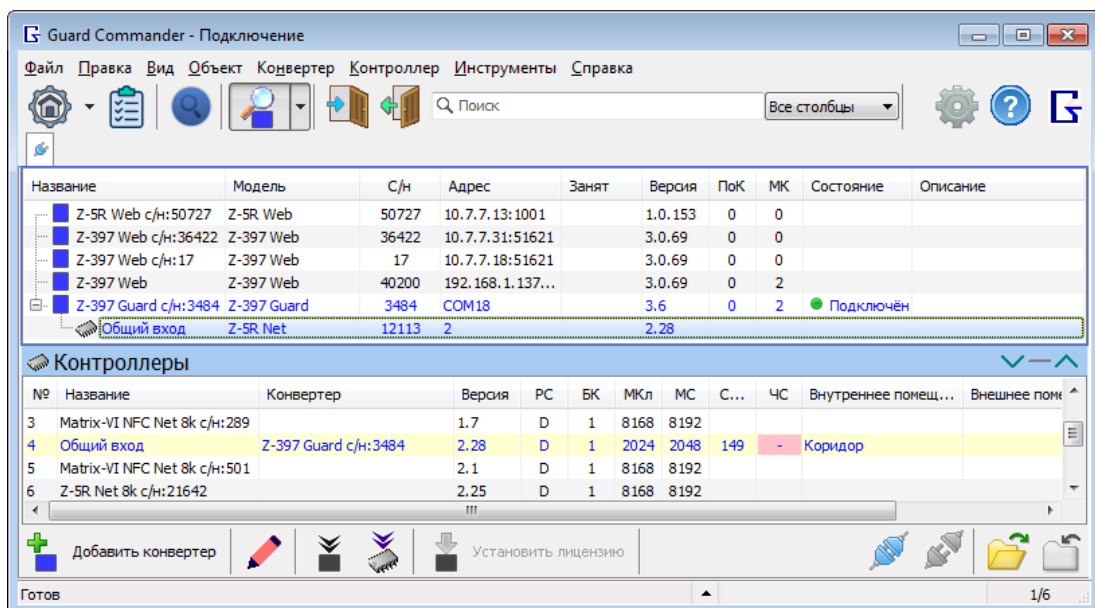 Guard Commander - Подключение
Файл Правка Вид Объект Конвертер Контроллер Инструменты Справка
Поиск Все столбцы
Название Модель С/н Адрес Занят Версия ПоК МК Состояние Описание
Z-5R Web с/н:50727 Z-5R Web 50727 10.7.7.13:1001 1.0.153 0 0
Z-397 Web с/н:36422 Z-397 Web 36422 10.7.7.31:51621 3.0.69 0 0
Z-397 Web с/н:17 Z-397 Web 17 10.7.7.18:51621 3.0.69 0 0
Z-397 Web Z-397 Web 40200 192.168.1.137... 3.0.69 0 2
Z-397 Guard с/н:3484 Z-397 Guard 3484 COM18 3.6 0 2 Подключён
Общий вход Z-5R Net 12113 2 2.28
Контроллеры
№ Название Конвертер Версия РС БК МКл МС С... ЧС Внутреннее помещ... Внешнее поме
3 Matrix-VI NFC Net 8k с/н:289 1.7 D 1 8168 8192
4 Общий вход Z-397 Guard с/н:3484 2.28 D 1 2024 2048 149 - Коридор
5 Matrix-VI NFC Net 8k с/н:501 2.1 D 1 8168 8192
6 Z-5R Net 8k с/н:21642 2.25 D 1 8168 8192
Добавить конвертер Установить лицензию
Готов 1/6